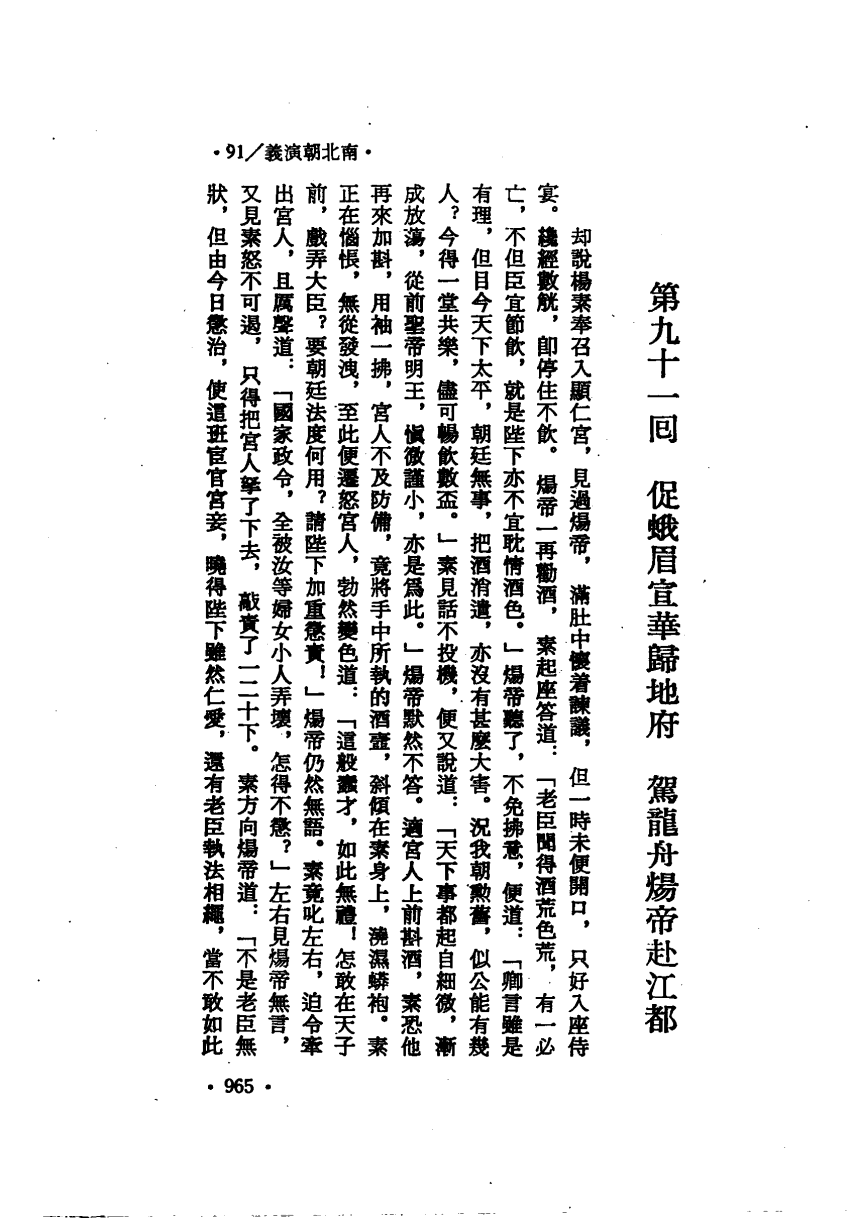 ·91/義演朝北南·
第九十一回　促蛾眉宣華歸地府　駕龍舟煬帝赴江都
却說楊素奉召入顯仁宮，見過煬帝，滿肚中懷着諫議，但一時未便開口，只好入座侍
宴。纔經數觥，卽停住不飲。煬帝一再勸酒，素起座答道：「老臣聞得酒荒色荒，有一必
亡，不但臣宜節飲，就是陛下亦不宜耽情酒色。」煬帝聽了，不免拂意，便道：「卿言雖是
有理，但目今天下太平，朝廷無事，把酒消遣，亦沒有甚麼大害。況我朝勳舊，似公能有幾
人？今得一堂共樂，儘可暢飲數盃。」素見話不投機，便又說道：「天下事都起自細微，漸
成放蕩，從前聖帝明王，愼微謹小，亦是爲此。」煬帝默然不答。適宮人上前斟酒，素恐他
再來加斟，用袖一拂，宮人不及防備，竟將手中所執的酒壺，斜傾在素身上，澆濕蟒袍。素
正在惱悵，無從發洩，至此便遷怒宮人，勃然變色道：「這般蠢才，如此無禮！怎敢在天子
前，戲弄大臣？要朝廷法度何用？請陛下加重懲責！」煬帝仍然無語。素竟叱左右，迫令牽
出宮人，且厲聲道：「國家政令，全被汝等婦女小人弄壞，怎得不懲？」左右見煬帝無言，
又見素怒不可遏，只得把宮人拏了下去，敲責了一二十下。素方向煬帝道：「不是老臣無
狀，但由今日懲治，使這班宦官宮妾，曉得陛下雖然仁愛，還有老臣執法相繩，當不敢如此
·965·